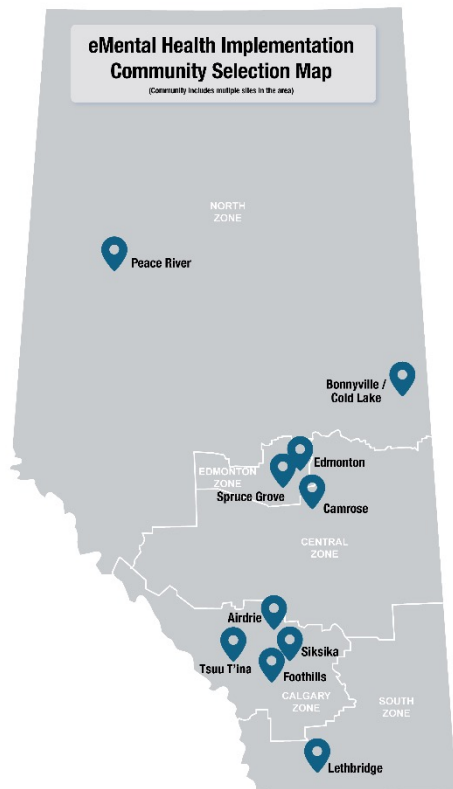 eMental Health Implementation
Community Selection Map
(Community includes multiple sites in the area)
NORTH
ZONE
Peace River
Bonnyville /
Cold Lake
Edmonton
EDMONTON
ZONE
Spruce Grove
Camrose
CENTRAL
ZONE
Airdrie
Siksika
Tsuu T'ina
Foothills
CALGARY
ZONE
SOUTH
ZONE
Lethbridge